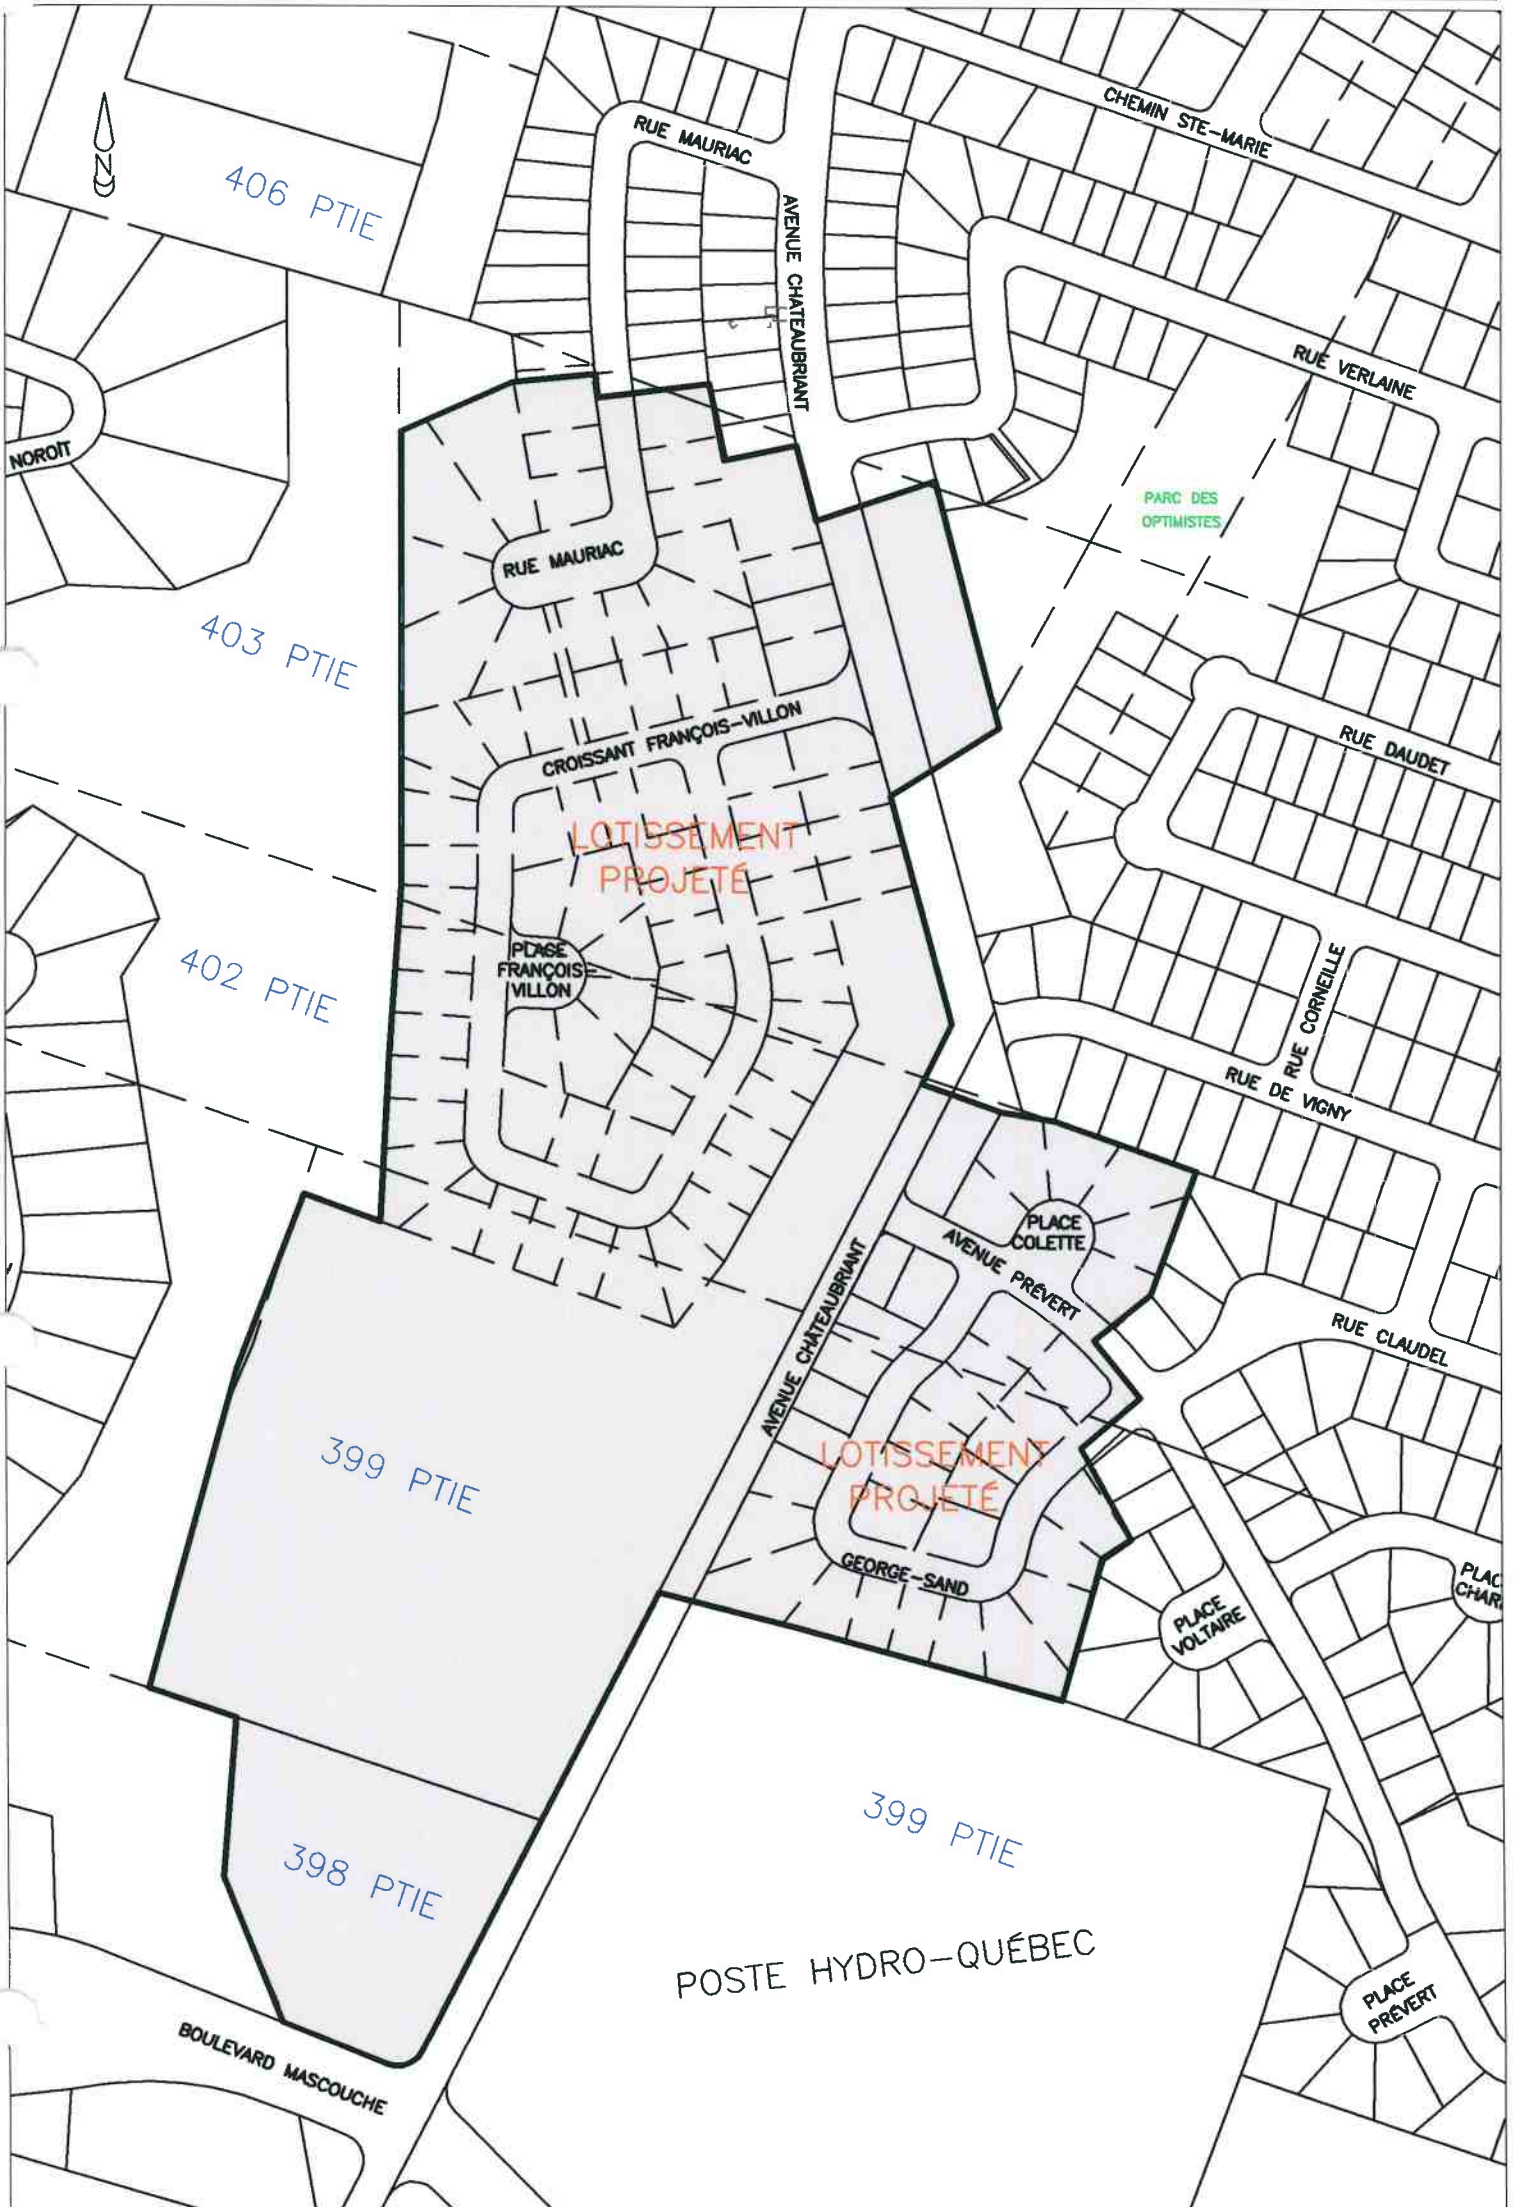 CHEMIN STE-MARIE
RUE MAURIAC
N
406 PTIE
AVENUE CHATEAUBRIANT
RUE VERLAINE
NOROÎT
PARC DES
OPTIMISTES
RUE MAURIAC
403 PTIE
CROISSANT FRANÇOIS-VILLON
RUE DAUDET
LOTISSEMENT
PROJETÉ
PLACE
FRANÇOIS-
VILLON
402 PTIE
RUE CORNEILLE
RUE DE VIGNY
PLACE
COLETTE
AVENUE PRÉVERT
AVENUE CHÂTEAUBRIANT
RUE CLAUDEL
399 PTIE
LOTISSEMENT
PROJETÉ
GEORGE-SAND
PLACE
VOLTAIRE
399 PTIE
398 PTIE
POSTE HYDRO-QUÉBEC
PLACE
PRÉVERT
BOULEVARD MASCOUCHE